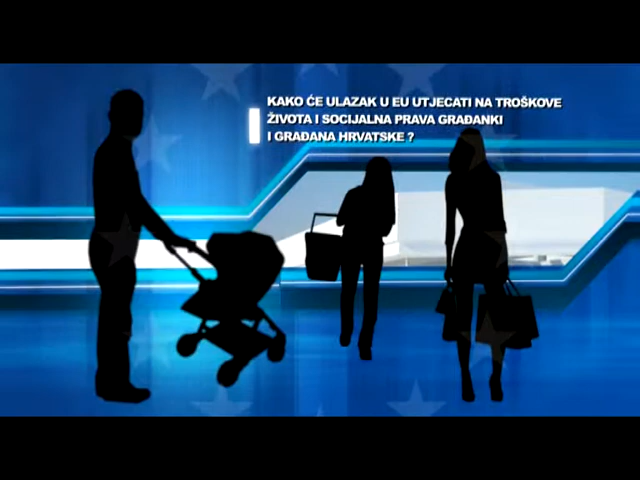 KAKO ĆE ULAZAK U EU UTJECATI NA TROŠKOVE
ŽIVOTA I SOCIJALNA PRAVA GRAĐANKI
I GRAĐANA HRVATSKE ?